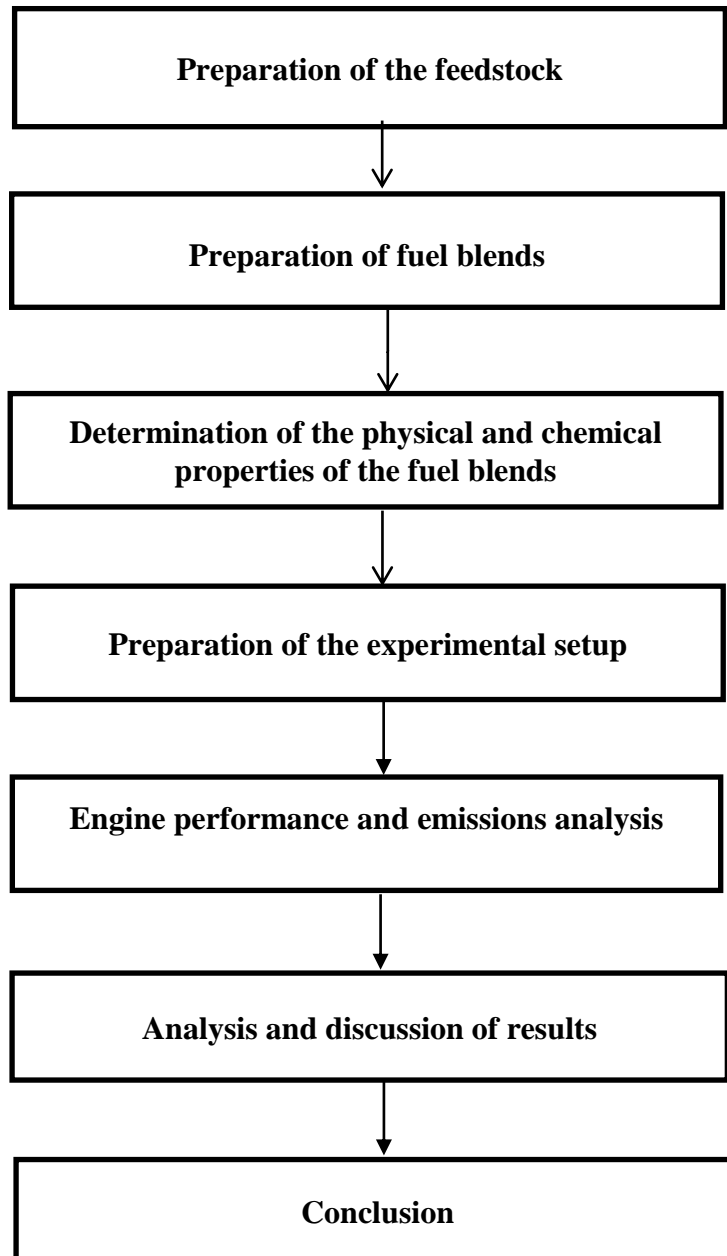 Preparation of the feedstock
Preparation of fuel blends
Determination of the physical and chemical
properties of the fuel blends
Preparation of the experimental setup
Engine performance and emissions analysis
Analysis and discussion of results
Conclusion